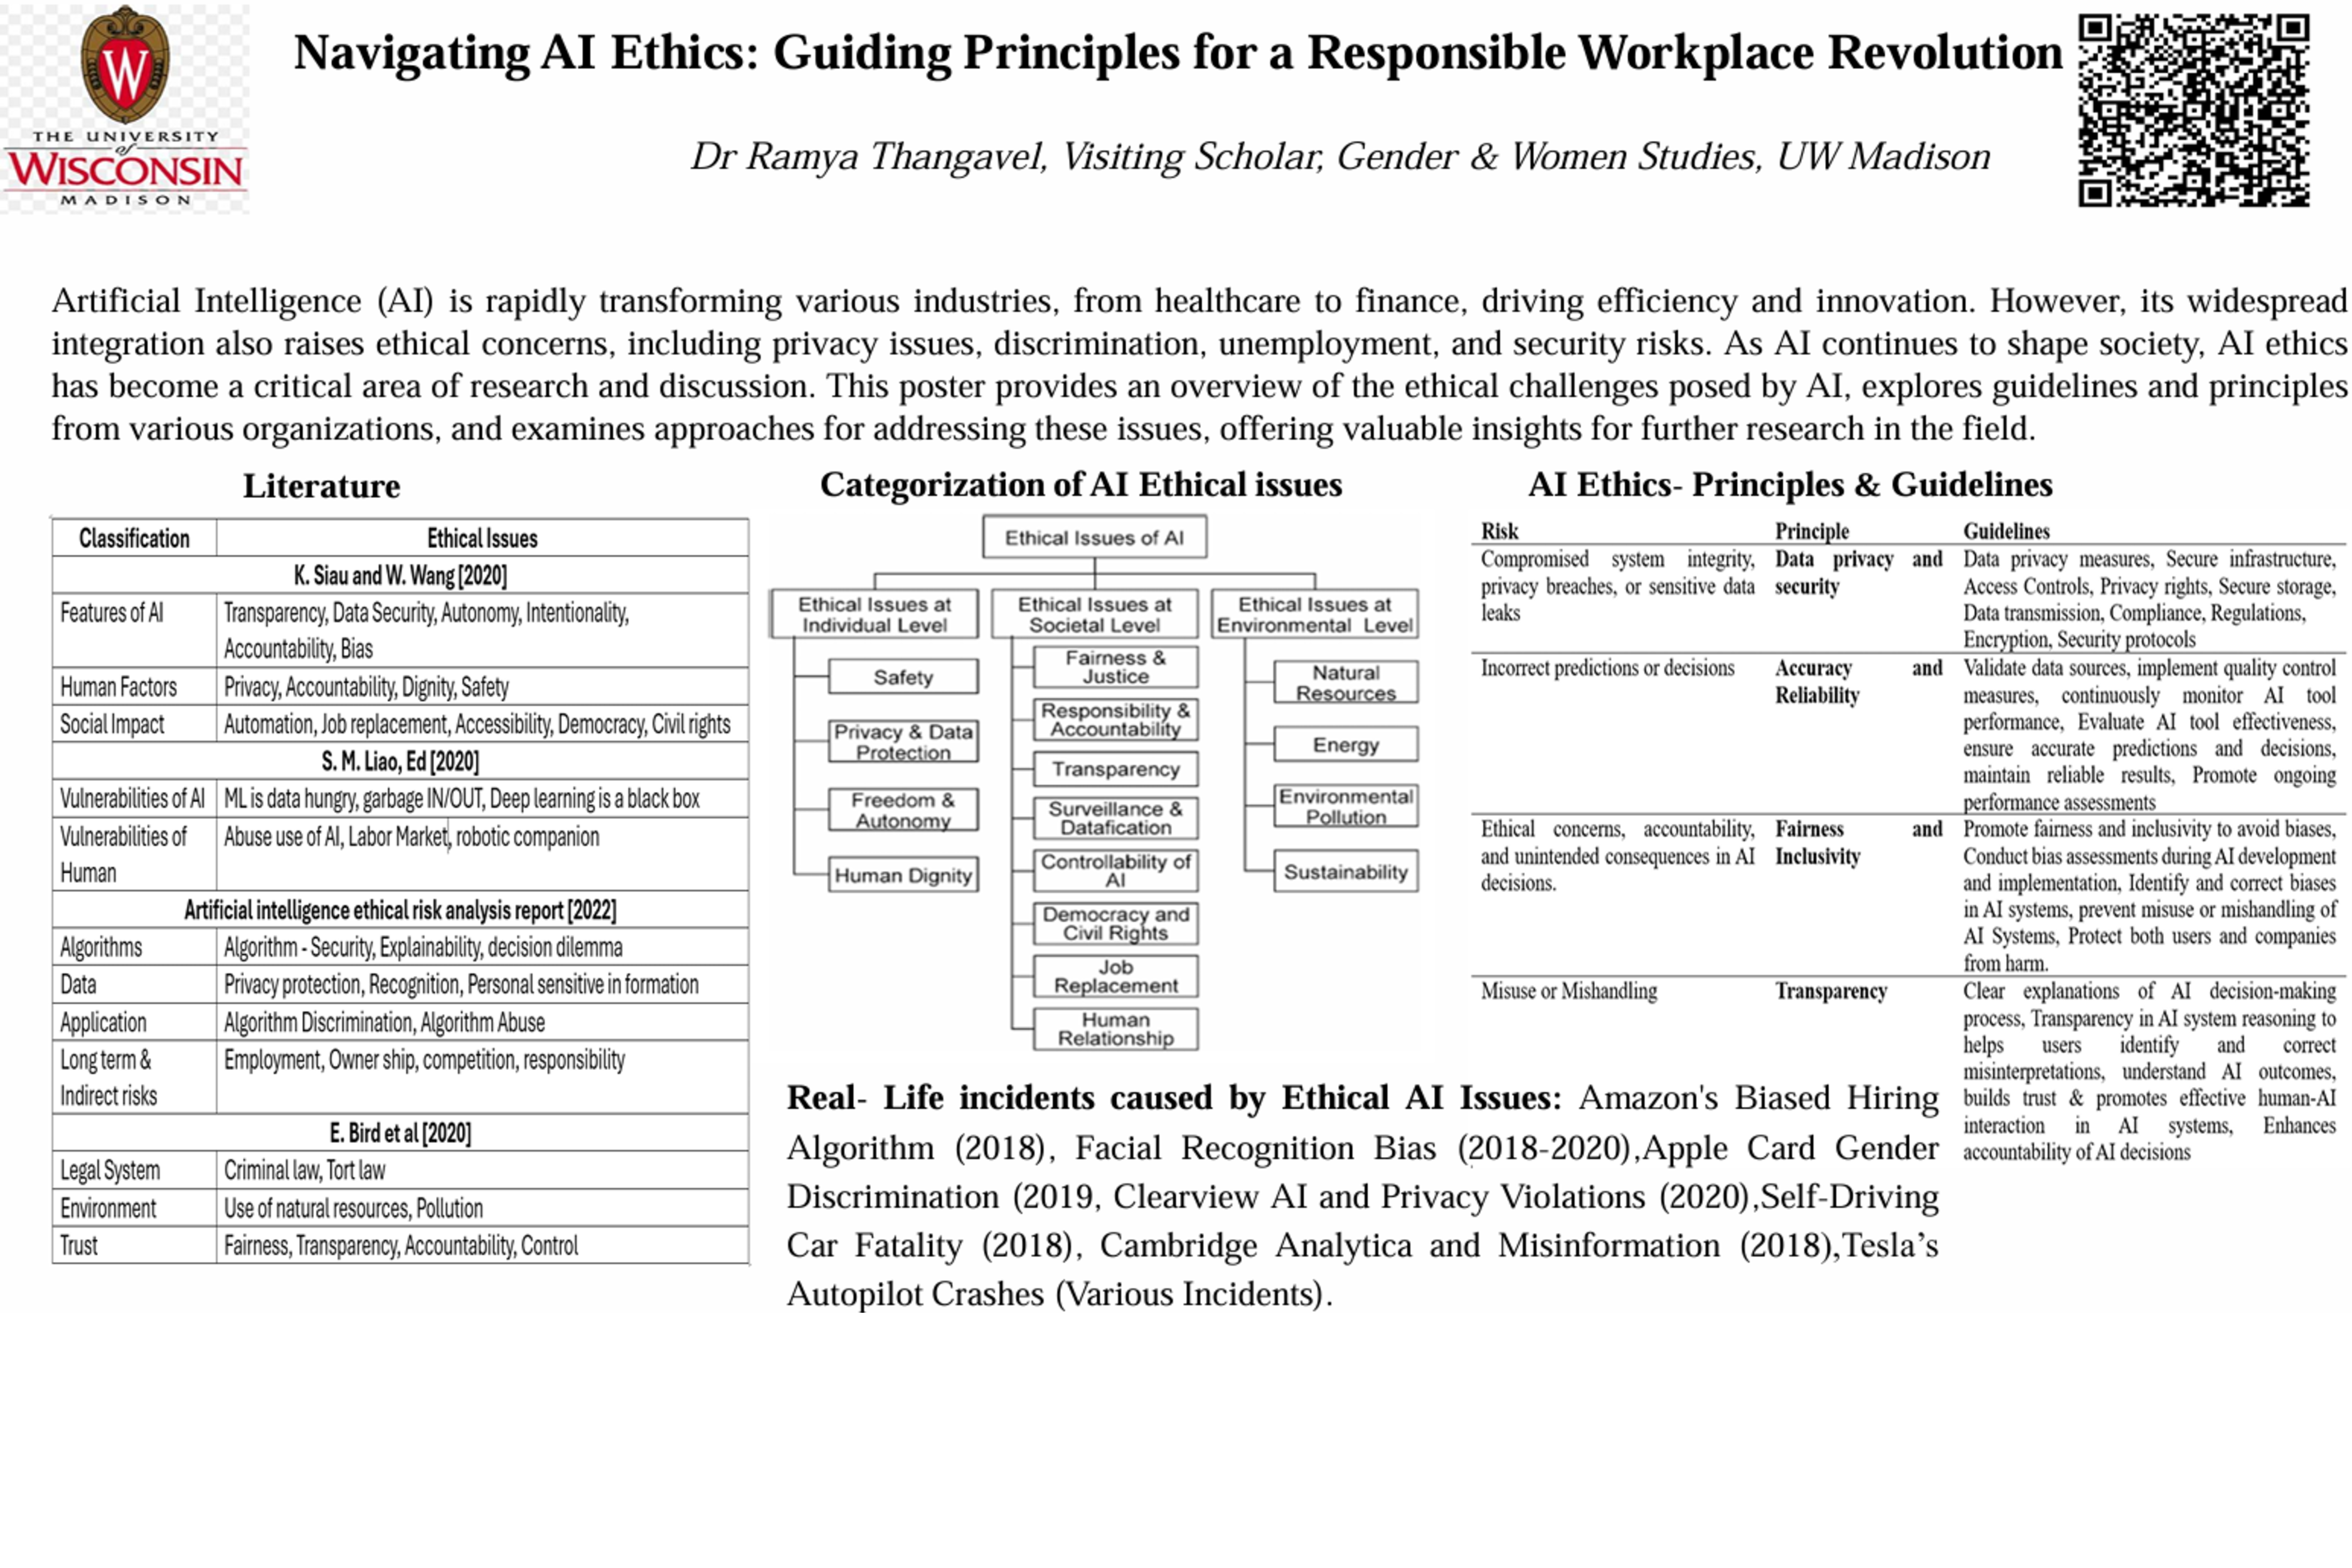 THE UNIVERSITY
of
WISCONSIN
MADISON
Navigating AI Ethics: Guiding Principles for a Responsible Workplace Revolution
Dr Ramya Thangavel, Visiting Scholar, Gender & Women Studies, UW Madison
Artificial Intelligence (AI) is rapidly transforming various industries, from healthcare to finance, driving efficiency and innovation. However, its widespread
integration also raises ethical concerns, including privacy issues, discrimination, unemployment, and security risks. As AI continues to shape society, AI ethics
has become a critical area of research and discussion. This poster provides an overview of the ethical challenges posed by AI, explores guidelines and principles
from various organizations, and examines approaches for addressing these issues, offering valuable insights for further research in the field.
Literature
Classification Ethical Issues
K. Siau and W. Wang [2020]
Features of AI Transparency, Data Security, Autonomy, Intentionality,
Accountability, Bias
Human Factors Privacy, Accountability, Dignity, Safety
Social Impact Automation, Job replacement, Accessibility, Democracy, Civil rights
S. M. Liao, Ed [2020]
Vulnerabilities of AI ML is data hungry, garbage IN/OUT, Deep learning is a black box
Vulnerabilities of Abuse use of AI, Labor Market, robotic companion
Human
Artificial intelligence ethical risk analysis report [2022]
Algorithms Algorithm - Security, Explainability, decision dilemma
Data Privacy protection, Recognition, Personal sensitive in formation
Application Algorithm Discrimination, Algorithm Abuse
Long term & Employment, Owner ship, competition, responsibility
Indirect risks
E. Bird et al [2020]
Legal System Criminal law, Tort law
Environment Use of natural resources, Pollution
Trust Fairness, Transparency, Accountability, Control
Categorization of AI Ethical issues
Ethical Issues of AI
Ethical Issues at
Individual Level
Safety
Privacy & Data
Protection
Freedom &
Autonomy
Human Dignity
Ethical Issues at
Societal Level
Fairness &
Justice
Responsibility &
Accountability
Transparency
Surveillance &
Datafication
Controllability of
AI
Democracy and
Civil Rights
Job
Replacement
Human
Relationship
Ethical Issues at
Environmental Level
Natural
Resources
Energy
Environmental
Pollution
Sustainability
Real- Life incidents caused by Ethical AI Issues: Amazon's Biased Hiring
Algorithm (2018), Facial Recognition Bias (2018-2020),Apple Card Gender
Discrimination (2019, Clearview AI and Privacy Violations (2020),Self-Driving
Car Fatality (2018), Cambridge Analytica and Misinformation (2018),Tesla’s
Autopilot Crashes (Various Incidents).
AI Ethics- Principles & Guidelines
Risk Principle Guidelines
Compromised system integrity, Data privacy and Data privacy measures, Secure infrastructure,
privacy breaches, or sensitive data security Access Controls, Privacy rights, Secure storage,
leaks Data transmission, Compliance, Regulations,
Encryption, Security protocols
Incorrect predictions or decisions Accuracy and Validate data sources, implement quality control
Reliability measures, continuously monitor AI tool
performance, Evaluate AI tool effectiveness,
ensure accurate predictions and decisions,
maintain reliable results, Promote ongoing
performance assessments
Ethical concerns, accountability, Fairness and Promote fairness and inclusivity to avoid biases,
and unintended consequences in AI Inclusivity Conduct bias assessments during AI development
decisions. and implementation, Identify and correct biases
in AI systems, prevent misuse or mishandling of
AI Systems, Protect both users and companies
from harm.
Misuse or Mishandling Transparency Clear explanations of AI decision-making
process, Transparency in AI system reasoning to
helps users identify and correct
misinterpretations, understand AI outcomes,
builds trust & promotes effective human-AI
interaction in AI systems, Enhances
accountability of AI decisions